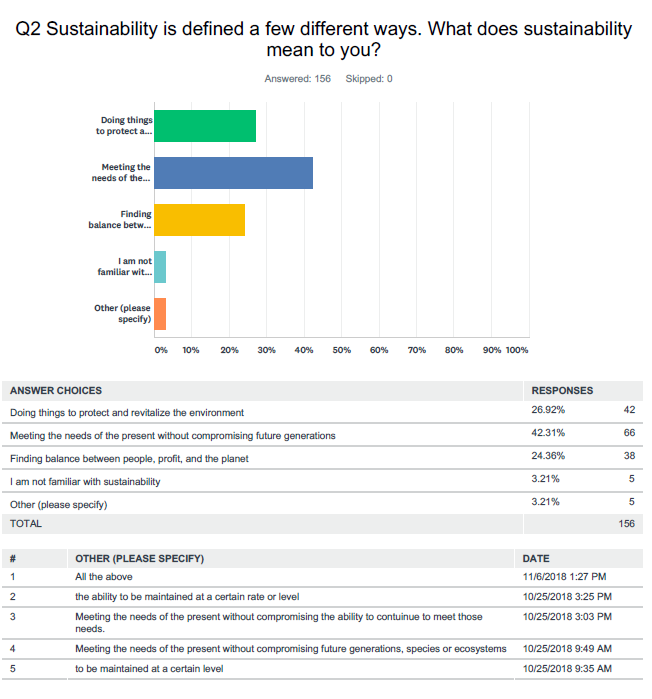 Q2 Sustainability is defined a few different ways. What does sustainability
mean to you?
Answered: 156 Skipped: 0
Doing things
to protect a...
Meeting the
needs of the...
Finding
balance betw...
I am not
familiar wit...
Other (please
specify)
0% 10% 20% 30% 40% 50% 60% 70% 80% 90% 100%
ANSWER CHOICES RESPONSES
Doing things to protect and revitalize the environment 26.92% 42
Meeting the needs of the present without compromising future generations 42.31% 66
Finding balance between people, profit, and the planet 24.36% 38
I am not familiar with sustainability 3.21% 5
Other (please specify) 3.21% 5
TOTAL 156
# OTHER (PLEASE SPECIFY) DATE
1 All the above 11/6/2018 1:27 PM
2 the ability to be maintained at a certain rate or level 10/25/2018 3:25 PM
3 Meeting the needs of the present without compromising the ability to contuinue to meet those 10/25/2018 3:03 PM
needs.
4 Meeting the needs of the present without compromising future generations, species or ecosystems 10/25/2018 9:49 AM
5 to be maintained at a certain level 10/25/2018 9:35 AM